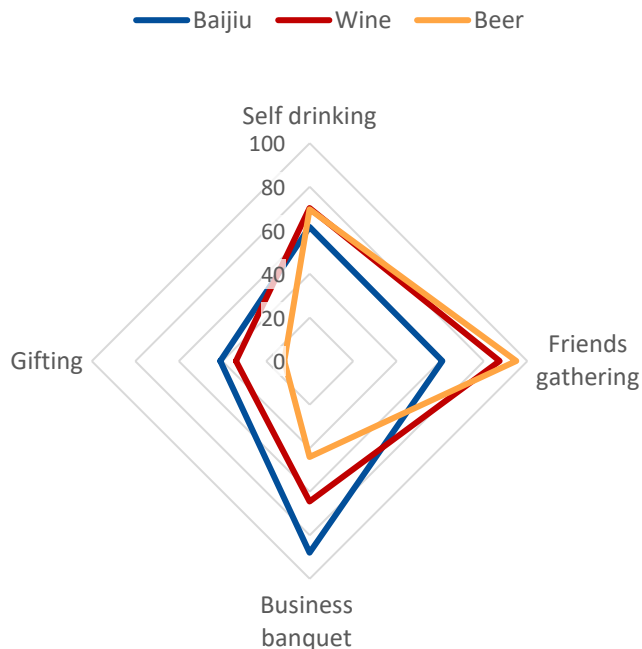 Baijiu Wine Beer
Self drinking
100
80
60
40
20
0
Gifting
Friends
gathering
Business
banquet